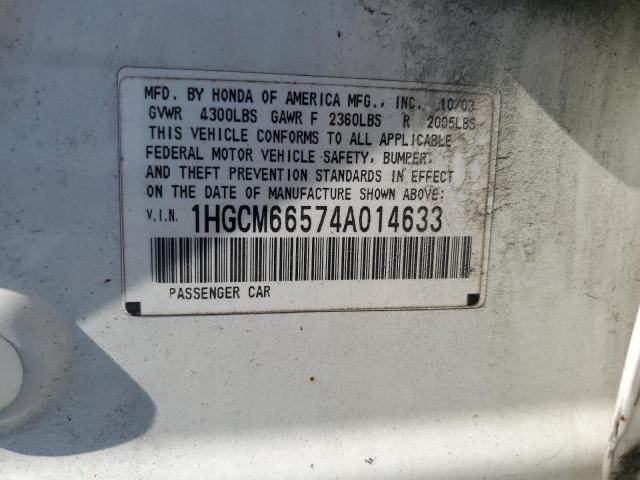 MFD. BY HONDA OF AMERICA MFG., INC. 10/03
GVWR 4300LBS GAWR F 2360LBS R 2005LBS
THIS VEHICLE CONFORMS TO ALL APPLICABLE
FEDERAL MOTOR VEHICLE SAFETY, BUMPER,
AND THEFT PREVENTION STANDARDS IN EFFECT
ON THE DATE OF MANUFACTURE SHOWN ABOVE:
V.I.N. 1HGCM66574A014633
PASSENGER CAR